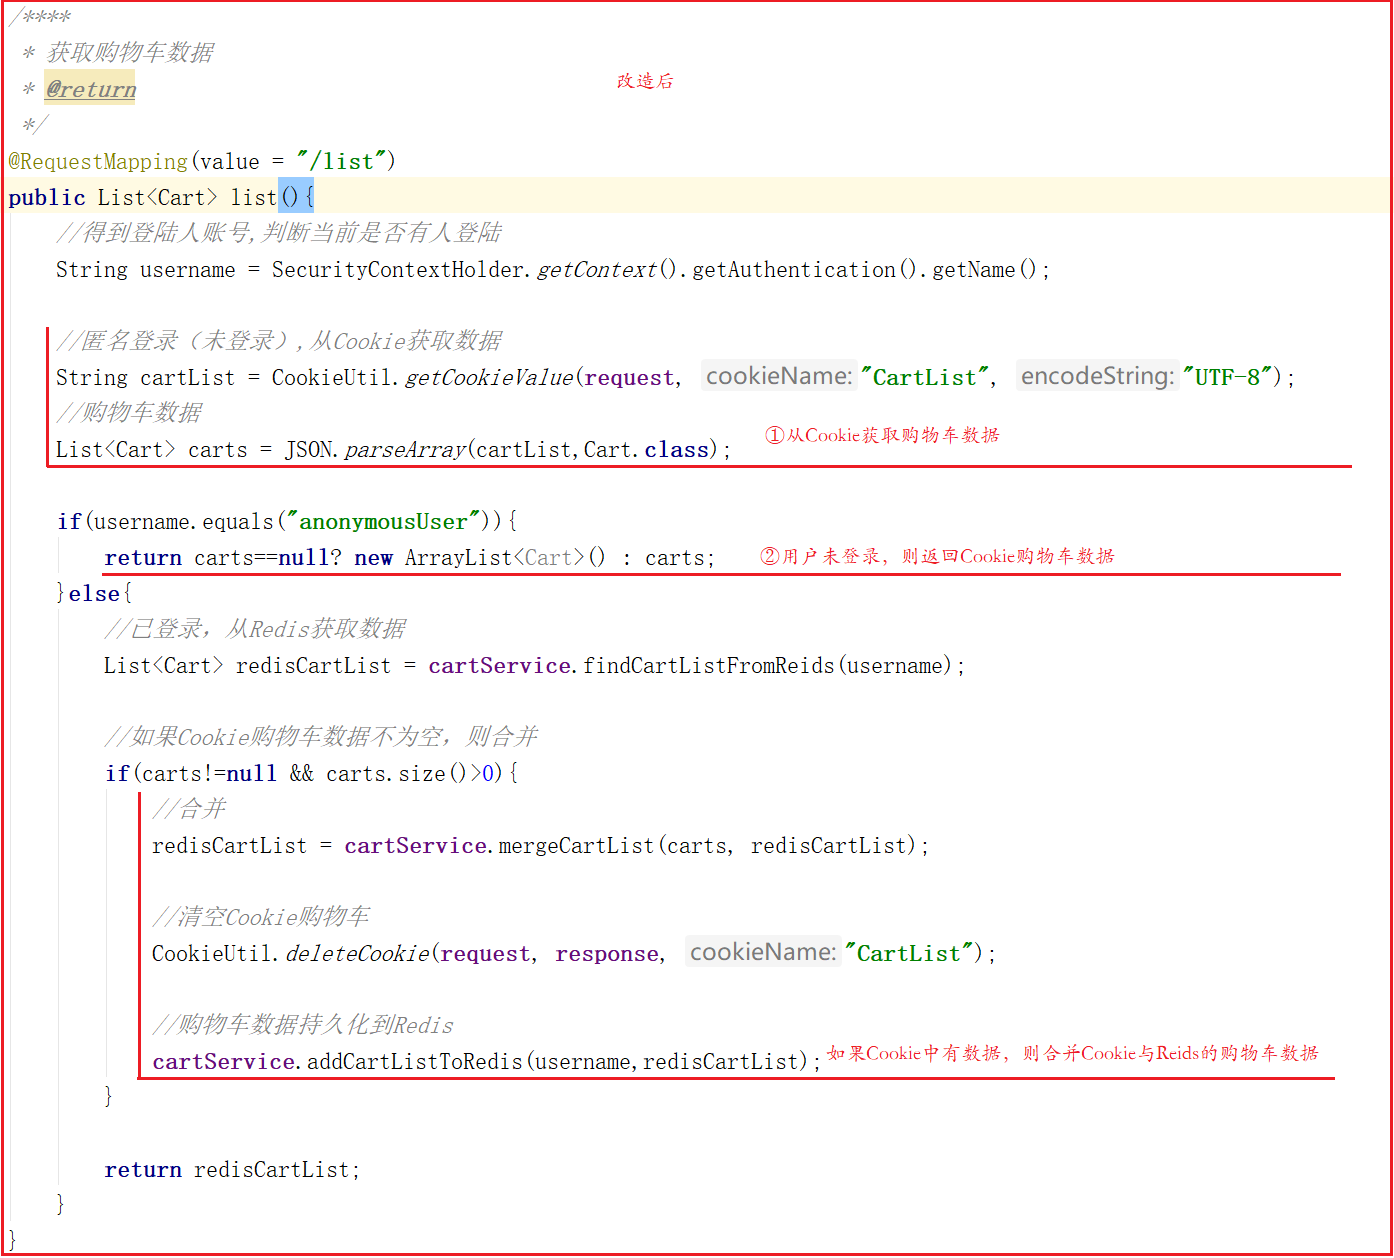 /****
* 获取购物车数据
* @return
改造后
*/
@RequestMapping(value = "/list")
public List<Cart> list(){
//得到登陆人账号,判断当前是否有人登陆
String username = SecurityContextHolder.getContext().getAuthentication().getName();
//匿名登录（未登录）,从Cookie获取数据
String cartList = CookieUtil.getCookieValue(request, cookieName: "CartList", encodeString: "UTF-8");
//购物车数据
List<Cart> carts = JSON.parseArray(cartList,Cart.class); ①从Cookie获取购物车数据
if(username.equals("anonymousUser")){
return carts==null? new ArrayList<Cart>() : carts; ②用户未登录，则返回Cookie购物车数据
}else{
//已登录，从Redis获取数据
List<Cart> redisCartList = cartService.findCartListFromReids(username);
//如果Cookie购物车数据不为空，则合并
if(carts!=null && carts.size()>0){
//合并
redisCartList = cartService.mergeCartList(carts, redisCartList);
//清空Cookie购物车
CookieUtil.deleteCookie(request, response, cookieName: "CartList");
//购物车数据持久化到Redis
cartService.addCartListToRedis(username,redisCartList); 如果Cookie中有数据，则合并Cookie与Reids的购物车数据
}
return redisCartList;
}
}